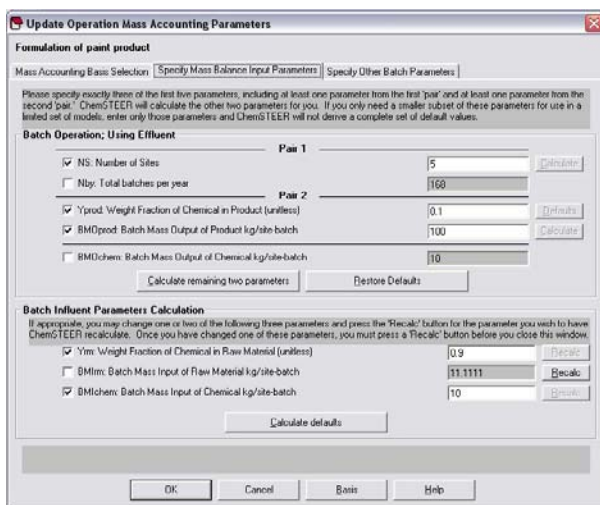 Update Operation Mass Accounting Parameters
Formulation of paint product
Mass Accounting Basis Selection Specify Mass Balance Input Parameters Specify Other Batch Parameters
Please specify exactly three of the first five parameters, including at least one parameter from the first 'pair' and at least one parameter from the
second 'pair.' ChemSTEER will calculate the other two parameters for you. If you only need a smaller subset of these parameters for use in a
limited set of models, enter only those parameters and ChemSTEER will not derive a complete set of default values.
Batch Operation; Using Effluent
Pair 1
NS: Number of Sites 5 Calculate
Nby: Total batches per year 168
Pair 2
Yprod: Weight Fraction of Chemical in Product (unitless) 0.1 Defaults
BMOprod: Batch Mass Output of Product kg/site-batch 100 Calculate
BMOchem: Batch Mass Output of Chemical kg/site-batch 10
Calculate remaining two parameters Restore Defaults
Batch Influent Parameters Calculation
If appropriate, you may change one or two of the following three parameters and press the 'Recalc' button for the parameter you wish to have
ChemSTEER recalculate. Once you have changed one of these parameters, you must press a 'Recalc' button before you close this window.
Yrm: Weight Fraction of Chemical in Raw Material (unitless) 0.9 Recalc
BMIrm: Batch Mass Input of Raw Material kg/site-batch 11.1111 Recalc
BMIchem: Batch Mass Input of Chemical kg/site-batch 10 Recalc
Calculate defaults
OK Cancel Basis Help